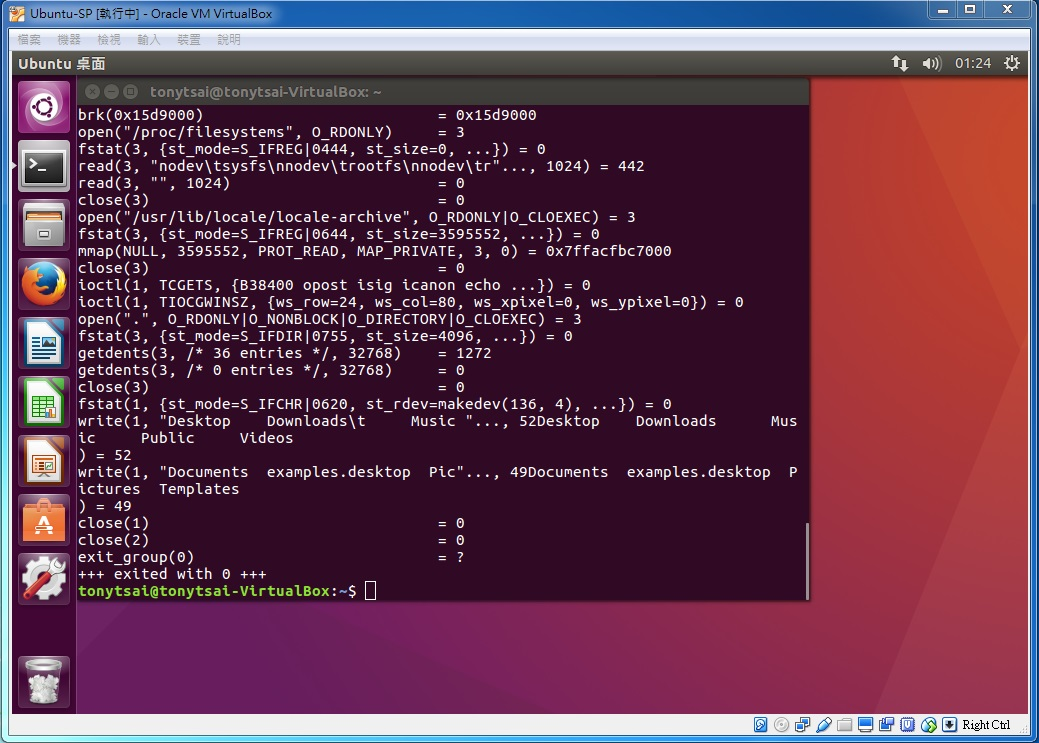 Ubuntu-SP [執行中] - Oracle VM VirtualBox
檔案 機器 檢視 輸入 裝置 說明
Ubuntu 桌面 01:24
tonytsai@tonytsai-VirtualBox: ~
brk(0x15d9000)                          = 0x15d9000
open("/proc/filesystems", O_RDONLY)     = 3
fstat(3, {st_mode=S_IFREG|0444, st_size=0, ...}) = 0
read(3, "nodev\tsysfs\nnodev\trootfs\nnodev\tr"..., 1024) = 442
read(3, "", 1024)                       = 0
close(3)                                = 0
open("/usr/lib/locale/locale-archive", O_RDONLY|O_CLOEXEC) = 3
fstat(3, {st_mode=S_IFREG|0644, st_size=3595552, ...}) = 0
mmap(NULL, 3595552, PROT_READ, MAP_PRIVATE, 3, 0) = 0x7ffacfbc7000
close(3)                                = 0
ioctl(1, TCGETS, {B38400 opost isig icanon echo ...}) = 0
ioctl(1, TIOCGWINSZ, {ws_row=24, ws_col=80, ws_xpixel=0, ws_ypixel=0}) = 0
open(".", O_RDONLY|O_NONBLOCK|O_DIRECTORY|O_CLOEXEC) = 3
fstat(3, {st_mode=S_IFDIR|0755, st_size=4096, ...}) = 0
getdents(3, /* 36 entries */, 32768)    = 1272
getdents(3, /* 0 entries */, 32768)     = 0
close(3)                                = 0
fstat(1, {st_mode=S_IFCHR|0620, st_rdev=makedev(136, 4), ...}) = 0
write(1, "Desktop    Downloads\t     Music "..., 52Desktop    Downloads      Mus
ic     Public     Videos
) = 52
write(1, "Documents  examples.desktop  Pic"..., 49Documents  examples.desktop  P
ictures  Templates
) = 49
close(1)                                = 0
close(2)                                = 0
exit_group(0)                           = ?
+++ exited with 0 +++
tonytsai@tonytsai-VirtualBox:~$
Right Ctrl